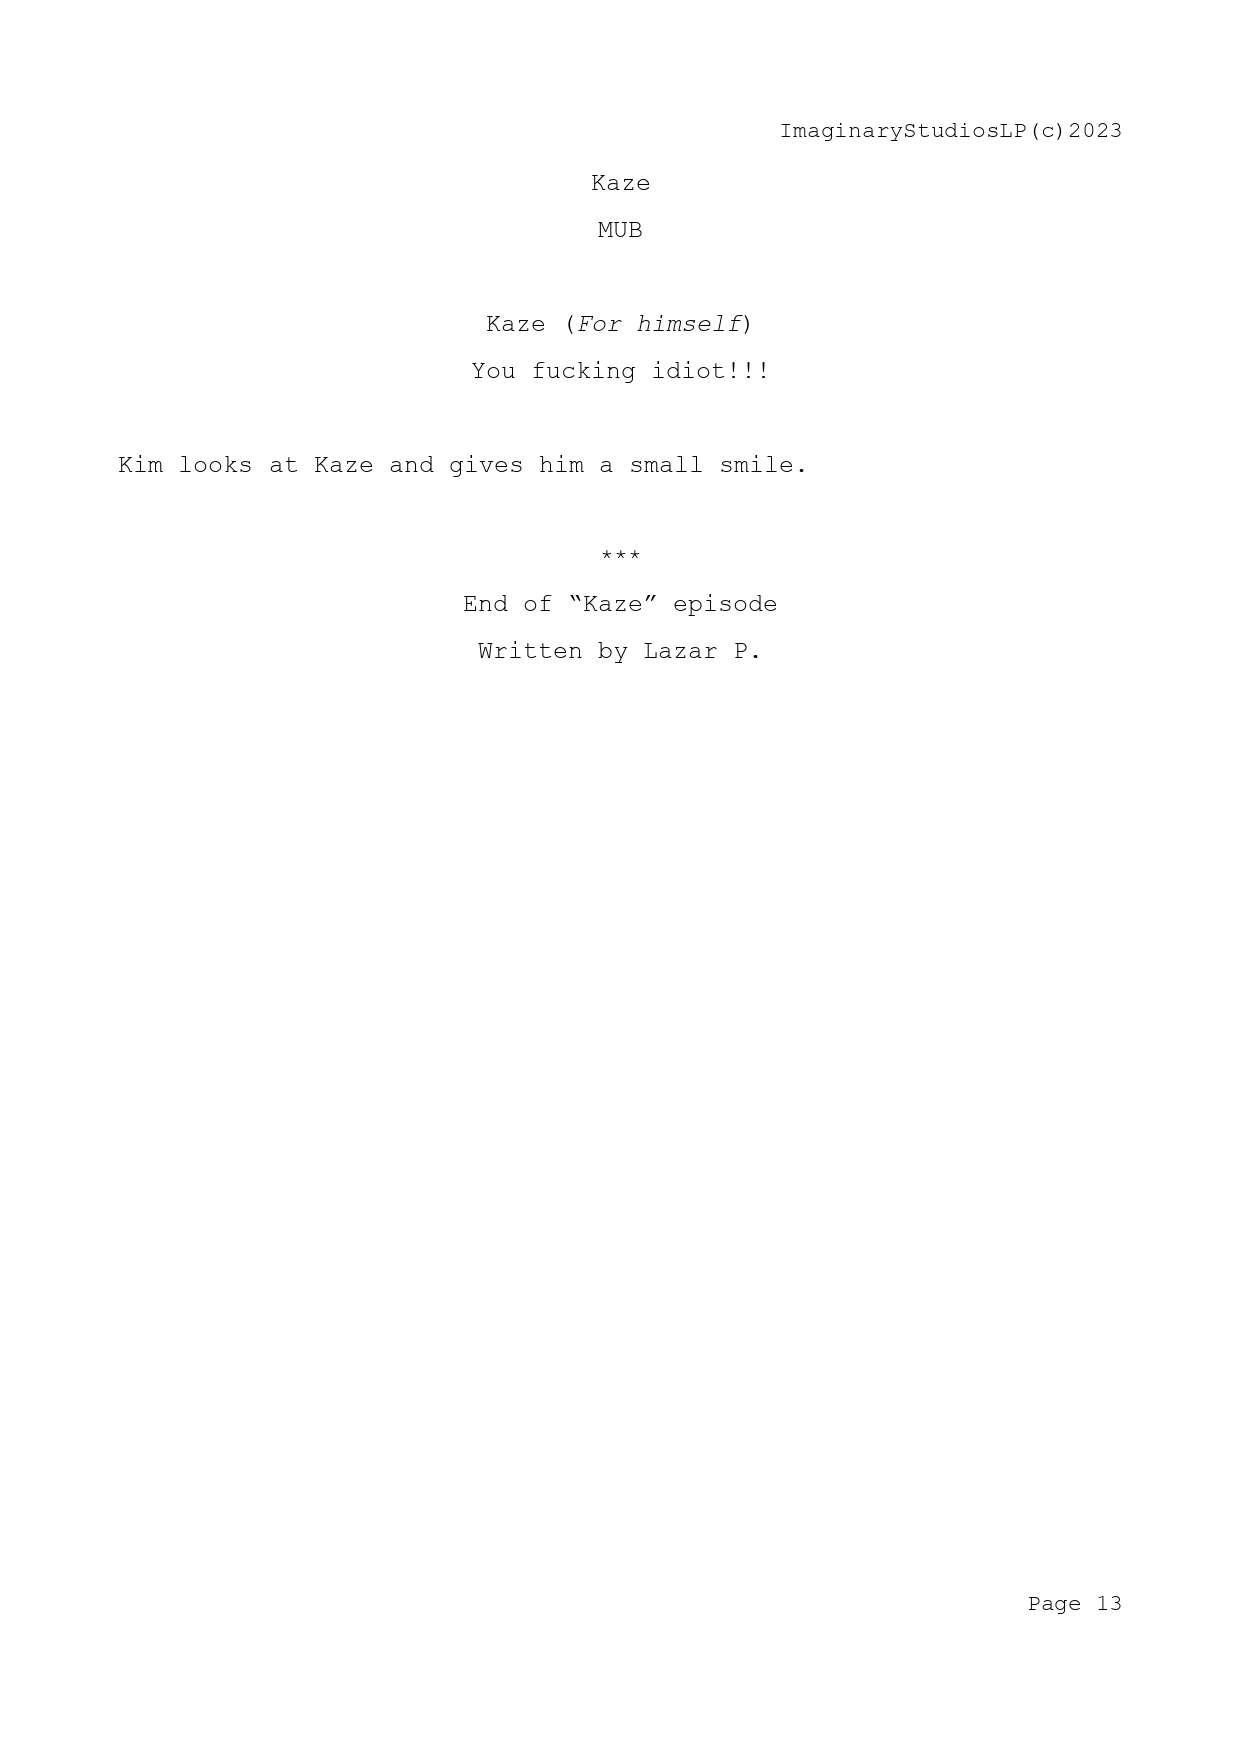 ImaginaryStudiosLP(c)2023
Kaze
MUB
Kaze (For himself)
You fucking idiot!!!
Kim looks at Kaze and gives him a small smile.
***
End of “Kaze” episode
Written by Lazar P.
Page 13